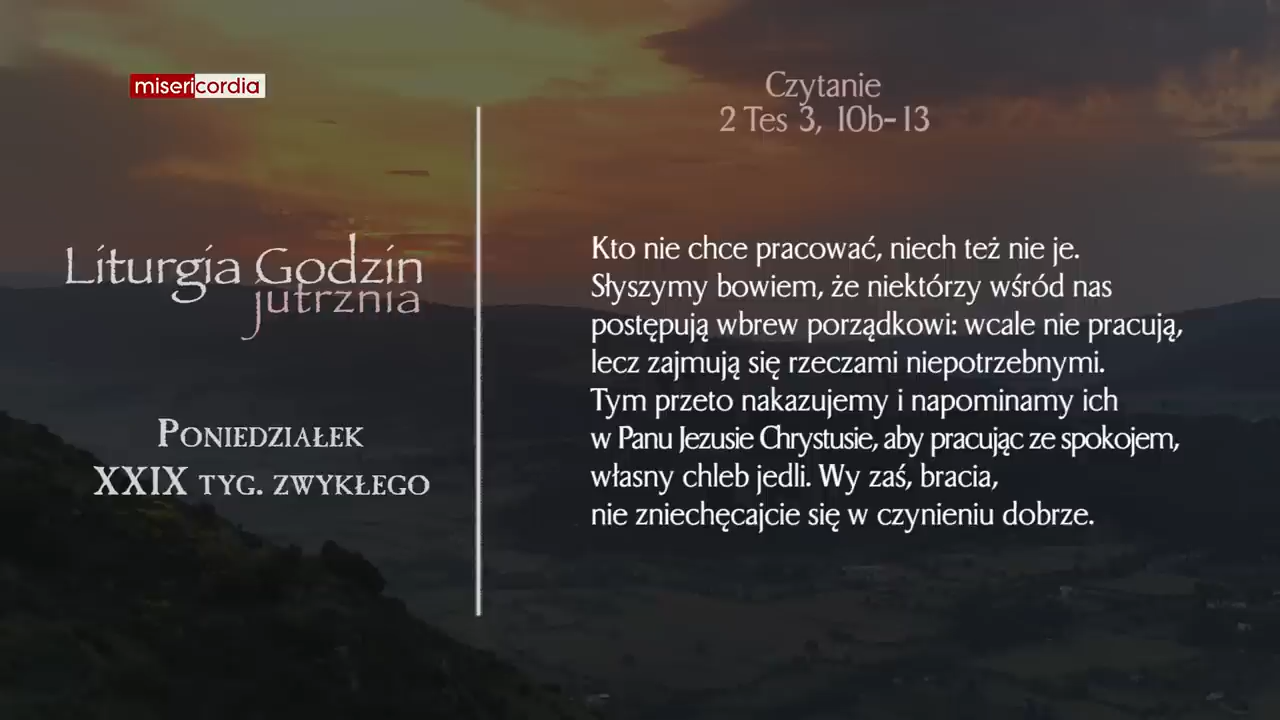 misericordia
Liturgia Godzin
jutrznia
Poniedziałek
XXIX tyg. zwykłego
Czytanie
2 Tes 3, 10b-13
Kto nie chce pracować, niech też nie je.
Słyszymy bowiem, że niektórzy wśród nas
postępują wbrew porządkowi: wcale nie pracują,
lecz zajmują się rzeczami niepotrzebnymi.
Tym przeto nakazujemy i napominamy ich
w Panu Jezusie Chrystusie, aby pracując ze spokojem,
własny chleb jedli. Wy zaś, bracia,
nie zniechęcajcie się w czynieniu dobrze.